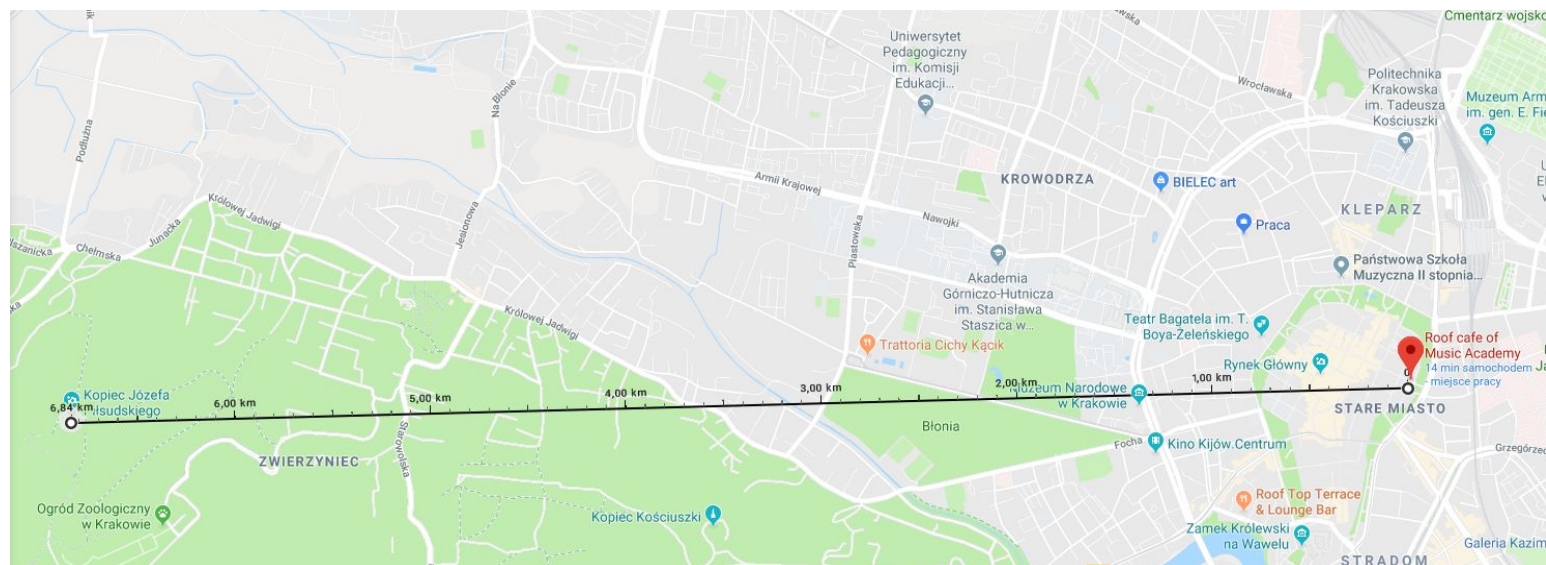 Cmentarz wojsko
Uniwersytet
Pedagogiczny
im. Komisji
Edukacji...
Politechnika
Krakowska
im. Tadeusza
Kościuszki
Wrocławska
Muzeum Arm
im. gen. E. Fie
Na Błonie
Podłużna
Armii Krajowej
KROWODRZA
BIELEC art
KLEPARZ
Królowej Jadwigi
Jesionowa
Junacka
Chełmska
Nawojki
Piastowska
Praca
Państwowa Szkoła
Muzyczna II stopnia...
Akademia
Górniczo-Hutnicza
im. Stanisława
Staszica w...
Królowej Jadwigi
Teatr Bagatela im. T.
Boya-Żeleńskiego
Trattoria Cichy Kącik
Roof cafe of
Music Academy
14 min samochodem
- miejsce pracy
Rynek Główny
0
1,00 km
2,00 km
3,00 km
4,00 km
5,00 km
6,00 km
6,84 km
Kopiec Józefa
Muzeum Narodowe
w Krakowie
STARE MIASTO
Błonia
Focha
Kino Kijów.Centrum
Starowolska
ZWIERZYNIEC
Ogród Zoologiczny
w Krakowie
Kopiec Kościuszki
Roof Top Terrace
& Lounge Bar
Zamek Królewski
na Wawelu
Galeria Kazim
STRADOM